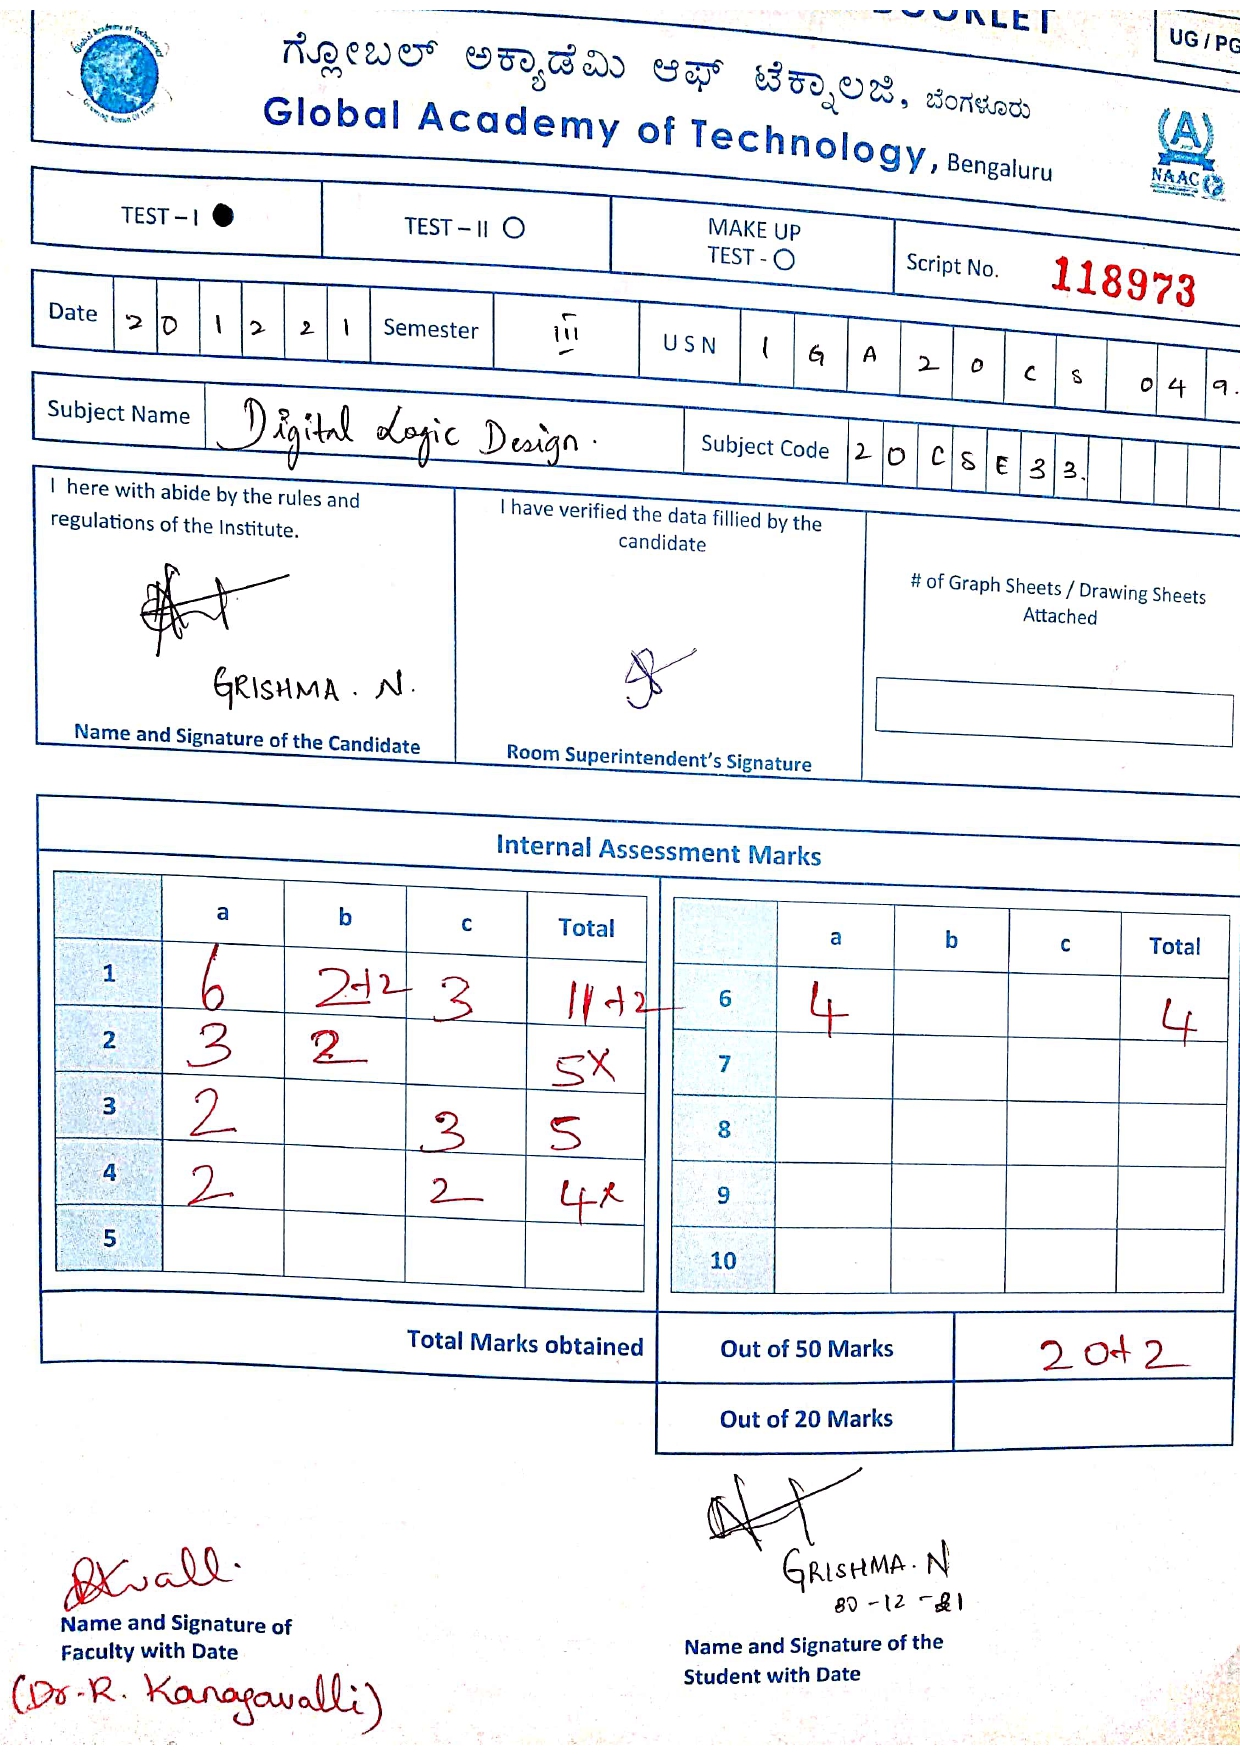 UG / PG
ಗ್ಲೋಬಲ್ ಅಕ್ಯಾಡೆಮಿ ಆಫ್ ಟೆಕ್ನಾಲಜಿ, ಬೆಂಗಳೂರು
Global Academy of Technology, Bengaluru
NAAC
TEST – I
TEST – II
MAKE UP
TEST -
Script No. 118973
Date 2 0 1 2 2 1 Semester III USN 1 G A 2 0 C S 0 4 9.
Subject Name Digital Logic Design. Subject Code 2 0 C S E 3 3.
I here with abide by the rules and
regulations of the Institute.
GRISHMA . N.
Name and Signature of the Candidate
I have verified the data fillied by the
candidate
Room Superintendent's Signature
# of Graph Sheets / Drawing Sheets
Attached
Internal Assessment Marks
a b c Total
1 6 2+2 3 11+2
2 3 2 5x
3 2 3 5
4 2 2 4x
5
a b c Total
6 4 4
7
8
9
10
Total Marks obtained Out of 50 Marks 20+2
Out of 20 Marks
GRISHMA. N
Name and Signature of
Faculty with Date
(Dr. R. Kanagavalli)
Name and Signature of the
Student with Date